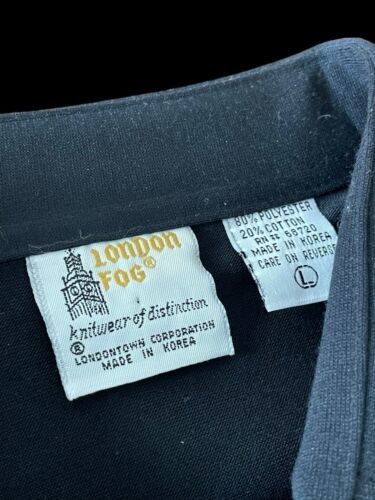 LONDON
FOG®
knitwear of distinction
®
LONDONTOWN CORPORATION
MADE IN KOREA
80% POLYESTER
20% COTTON
RN# 58720
MADE IN KOREA
CARE ON REVERSE
L